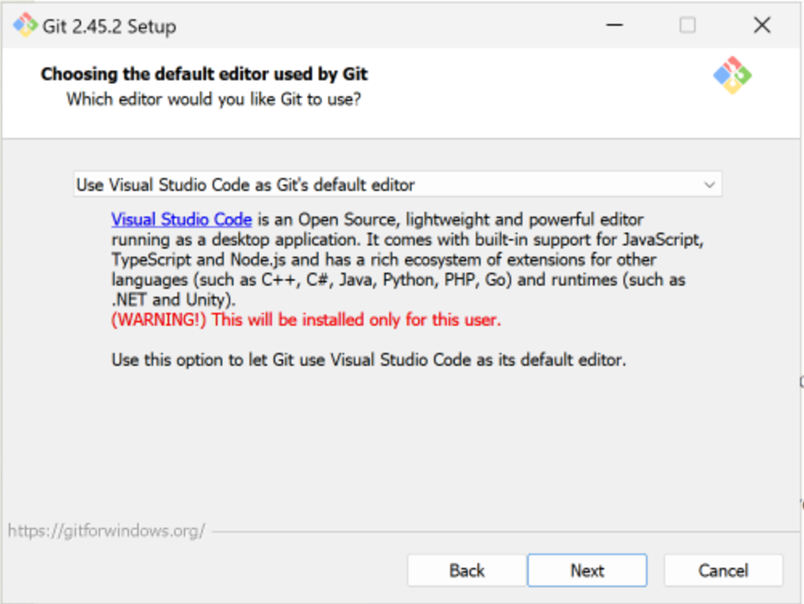 Git 2.45.2 Setup
Choosing the default editor used by Git
Which editor would you like Git to use?
Use Visual Studio Code as Git's default editor
Visual Studio Code is an Open Source, lightweight and powerful editor
running as a desktop application. It comes with built-in support for JavaScript,
TypeScript and Node.js and has a rich ecosystem of extensions for other
languages (such as C++, C#, Java, Python, PHP, Go) and runtimes (such as
.NET and Unity).
(WARNING!) This will be installed only for this user.
Use this option to let Git use Visual Studio Code as its default editor.
https://gitforwindows.org/
Back Next Cancel